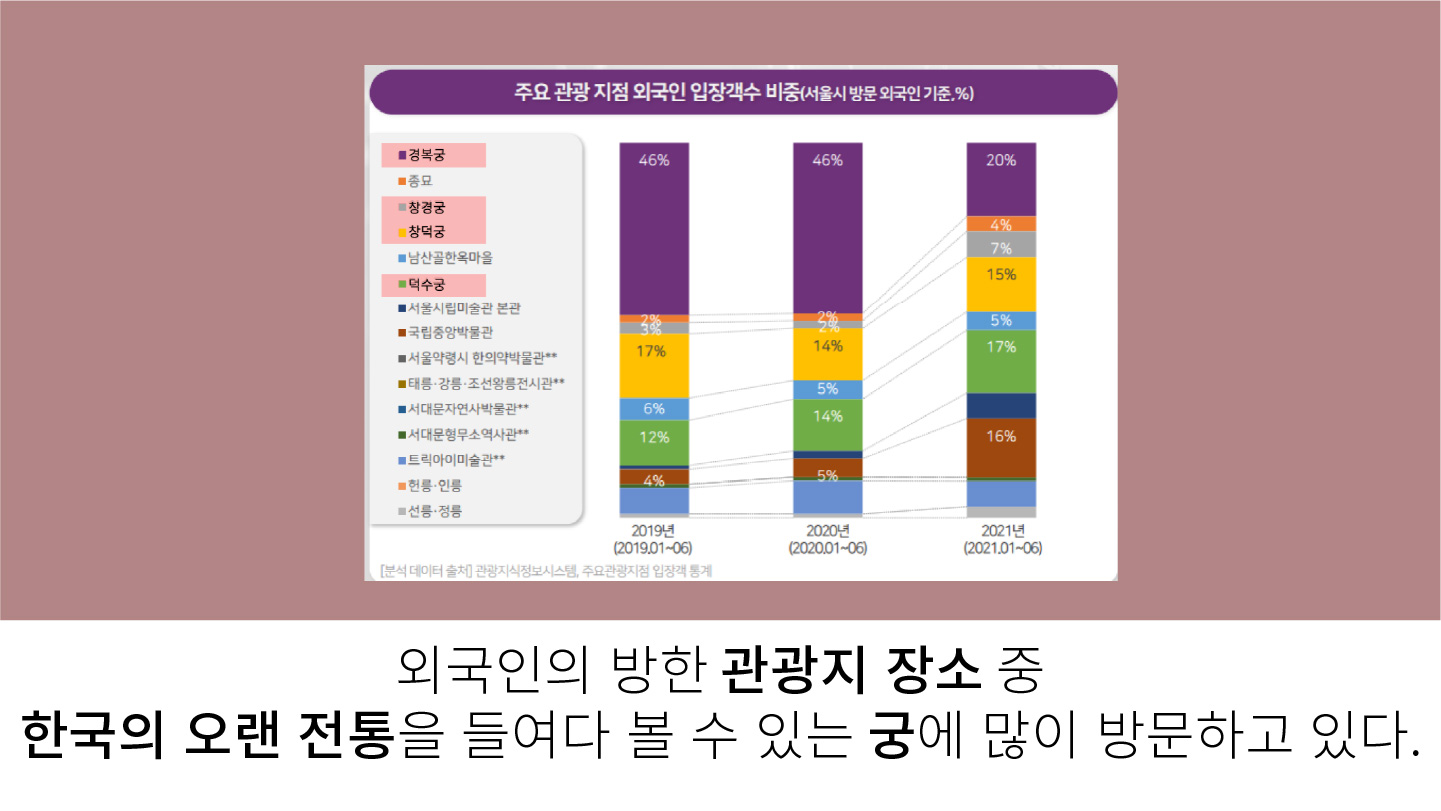 주요 관광 지점 외국인 입장객수 비중(서울시 방문 외국인 기준,%)
경복궁
종묘
창경궁
창덕궁
남산골한옥마을
덕수궁
서울시립미술관 본관
국립중앙박물관
서울약령시 한의약박물관**
태릉·강릉·조선왕릉전시관**
서대문자연사박물관**
서대문형무소역사관**
트릭아이미술관**
헌릉·인릉
선릉·정릉
46%
2%
3%
17%
6%
12%
4%
2019년
(2019.01~06)
46%
2%
2%
14%
5%
14%
5%
2020년
(2020.01~06)
20%
4%
7%
15%
5%
17%
16%
2021년
(2021.01~06)
[분석 데이터 출처] 관광지식정보시스템, 주요관광지점 입장객 통계
외국인의 방한 관광지 장소 중
한국의 오랜 전통을 들여다 볼 수 있는 궁에 많이 방문하고 있다.